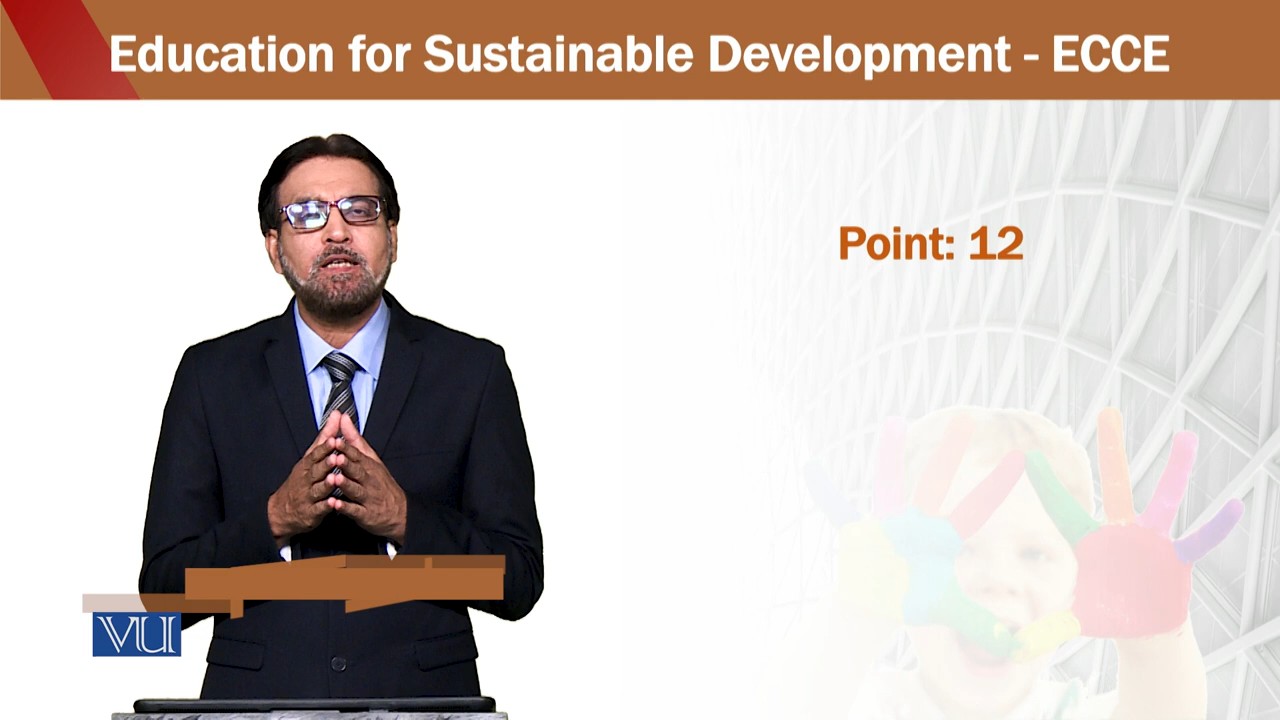 Education for Sustainable Development - ECCE
Point: 12
VU